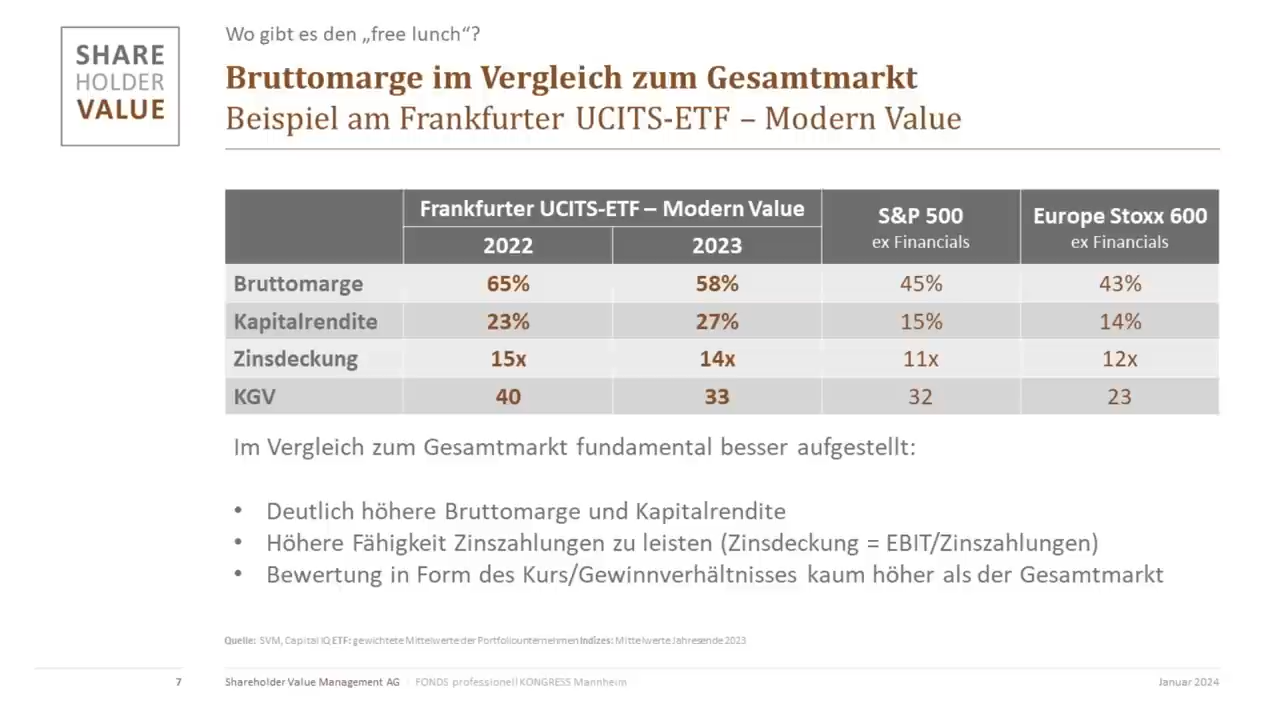 SHARE
HOLDER
VALUE
Wo gibt es den „free lunch“?
Bruttomarge im Vergleich zum Gesamtmarkt
Beispiel am Frankfurter UCITS-ETF – Modern Value
Frankfurter UCITS-ETF – Modern Value S&P 500 Europe Stoxx 600
2022 2023 ex Financials ex Financials
Bruttomarge 65% 58% 45% 43%
Kapitalrendite 23% 27% 15% 14%
Zinsdeckung 15x 14x 11x 12x
KGV 40 33 32 23
Im Vergleich zum Gesamtmarkt fundamental besser aufgestellt:
• Deutlich höhere Bruttomarge und Kapitalrendite
• Höhere Fähigkeit Zinszahlungen zu leisten (Zinsdeckung = EBIT/Zinszahlungen)
• Bewertung in Form des Kurs/Gewinnverhältnisses kaum höher als der Gesamtmarkt
Quelle: SVM, Capital IQ ETF: gewichtete Mittelwerte der Portfoliounternehmen Indizes: Mittelwerte Jahresende 2023
7 Shareholder Value Management AG FONDS professionell KONGRESS Mannheim Januar 2024